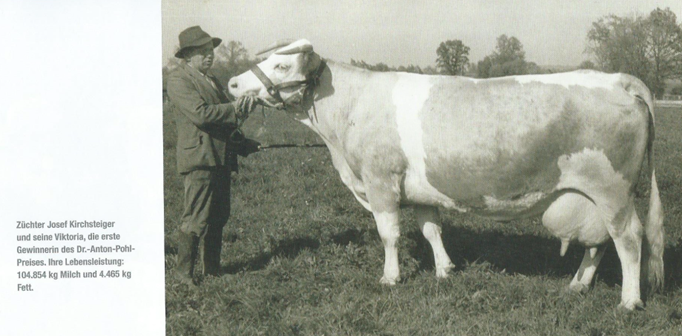 Züchter Josef Kirchsteiger
und seine Viktoria, die erste
Gewinnerin des Dr.-Anton-Pohl-
Preises. Ihre Lebensleistung:
104.854 kg Milch und 4.465 kg
Fett.